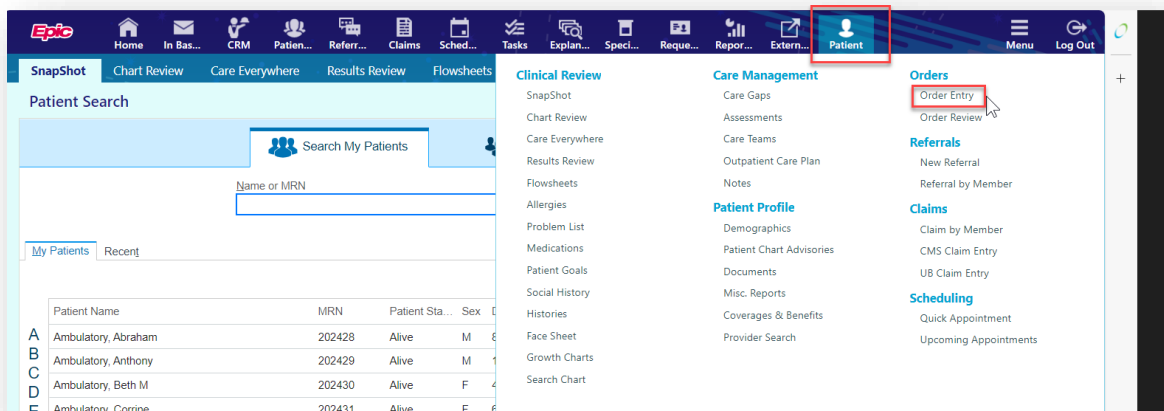 Epic
Home In Bas... CRM Patien... Referr... Claims Sched... Tasks Explan... Speci... Reque... Repor... Extern... Patient Menu Log Out
SnapShot Chart Review Care Everywhere Results Review Flowsheets
Patient Search
Search My Patients
Name or MRN
My Patients Recent
Patient Name MRN Patient Sta... Sex
A
B
C
D
E
Ambulatory, Abraham 202428 Alive M
Ambulatory, Anthony 202429 Alive M
Ambulatory, Beth M 202430 Alive F
Ambulatory, Corrine 202431 Alive F
Clinical Review
SnapShot
Chart Review
Care Everywhere
Results Review
Flowsheets
Allergies
Problem List
Medications
Patient Goals
Social History
Histories
Face Sheet
Growth Charts
Search Chart
Care Management
Care Gaps
Assessments
Care Teams
Outpatient Care Plan
Notes
Patient Profile
Demographics
Patient Chart Advisories
Documents
Misc. Reports
Coverages & Benefits
Provider Search
Orders
Order Entry
Order Review
Referrals
New Referral
Referral by Member
Claims
Claim by Member
CMS Claim Entry
UB Claim Entry
Scheduling
Quick Appointment
Upcoming Appointments